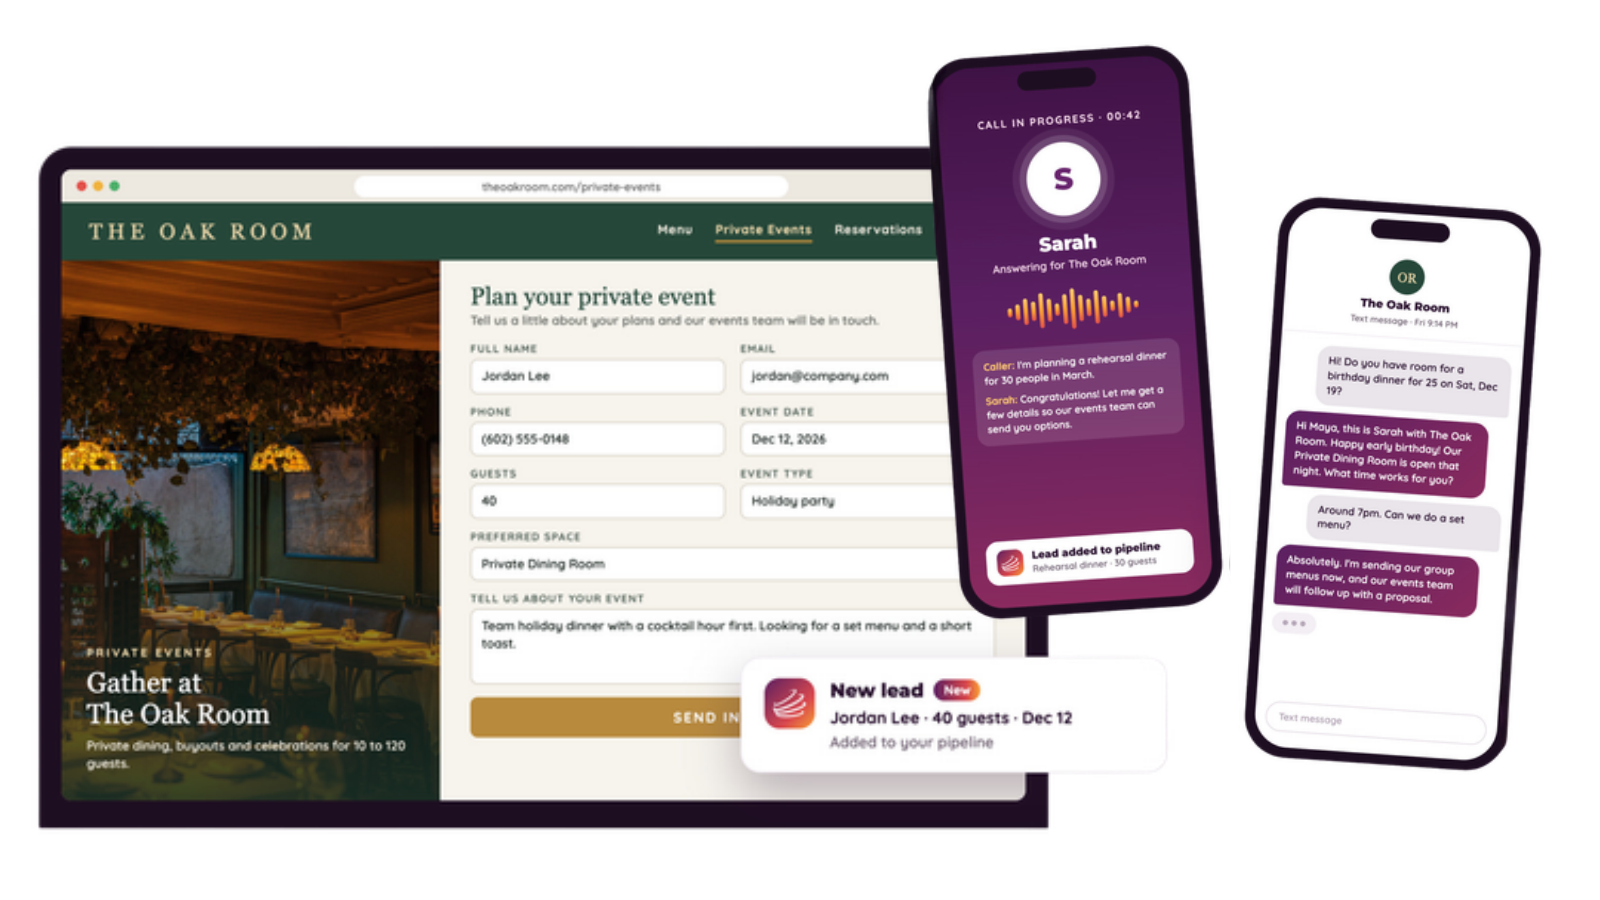 theoakroom.com/private-events
THE OAK ROOM
Menu
Private Events
Reservations
PRIVATE EVENTS
Gather at
The Oak Room
Private dining, buyouts and celebrations for 10 to 120
guests.
Plan your private event
Tell us a little about your plans and our events team will be in touch.
FULL NAME
Jordan Lee
EMAIL
jordan@company.com
PHONE
(602) 555-0148
EVENT DATE
Dec 12, 2026
GUESTS
40
EVENT TYPE
Holiday party
PREFERRED SPACE
Private Dining Room
TELL US ABOUT YOUR EVENT
Team holiday dinner with a cocktail hour first. Looking for a set menu and a short
toast.
SEND IN
New lead
New
Jordan Lee · 40 guests · Dec 12
Added to your pipeline
CALL IN PROGRESS · 00:42
S
Sarah
Answering for The Oak Room
Caller: I'm planning a rehearsal dinner
for 30 people in March.
Sarah: Congratulations! Let me get a
few details so our events team can
send you options.
Lead added to pipeline
Rehearsal dinner · 30 guests
OR
The Oak Room
Text message · Fri 9:14 PM
Hi! Do you have room for a
birthday dinner for 25 on Sat, Dec
19?
Hi Maya, this is Sarah with The Oak
Room. Happy early birthday! Our
Private Dining Room is open that
night. What time works for you?
Around 7pm. Can we do a set
menu?
Absolutely. I'm sending our group
menus now, and our events team
will follow up with a proposal.
Text message